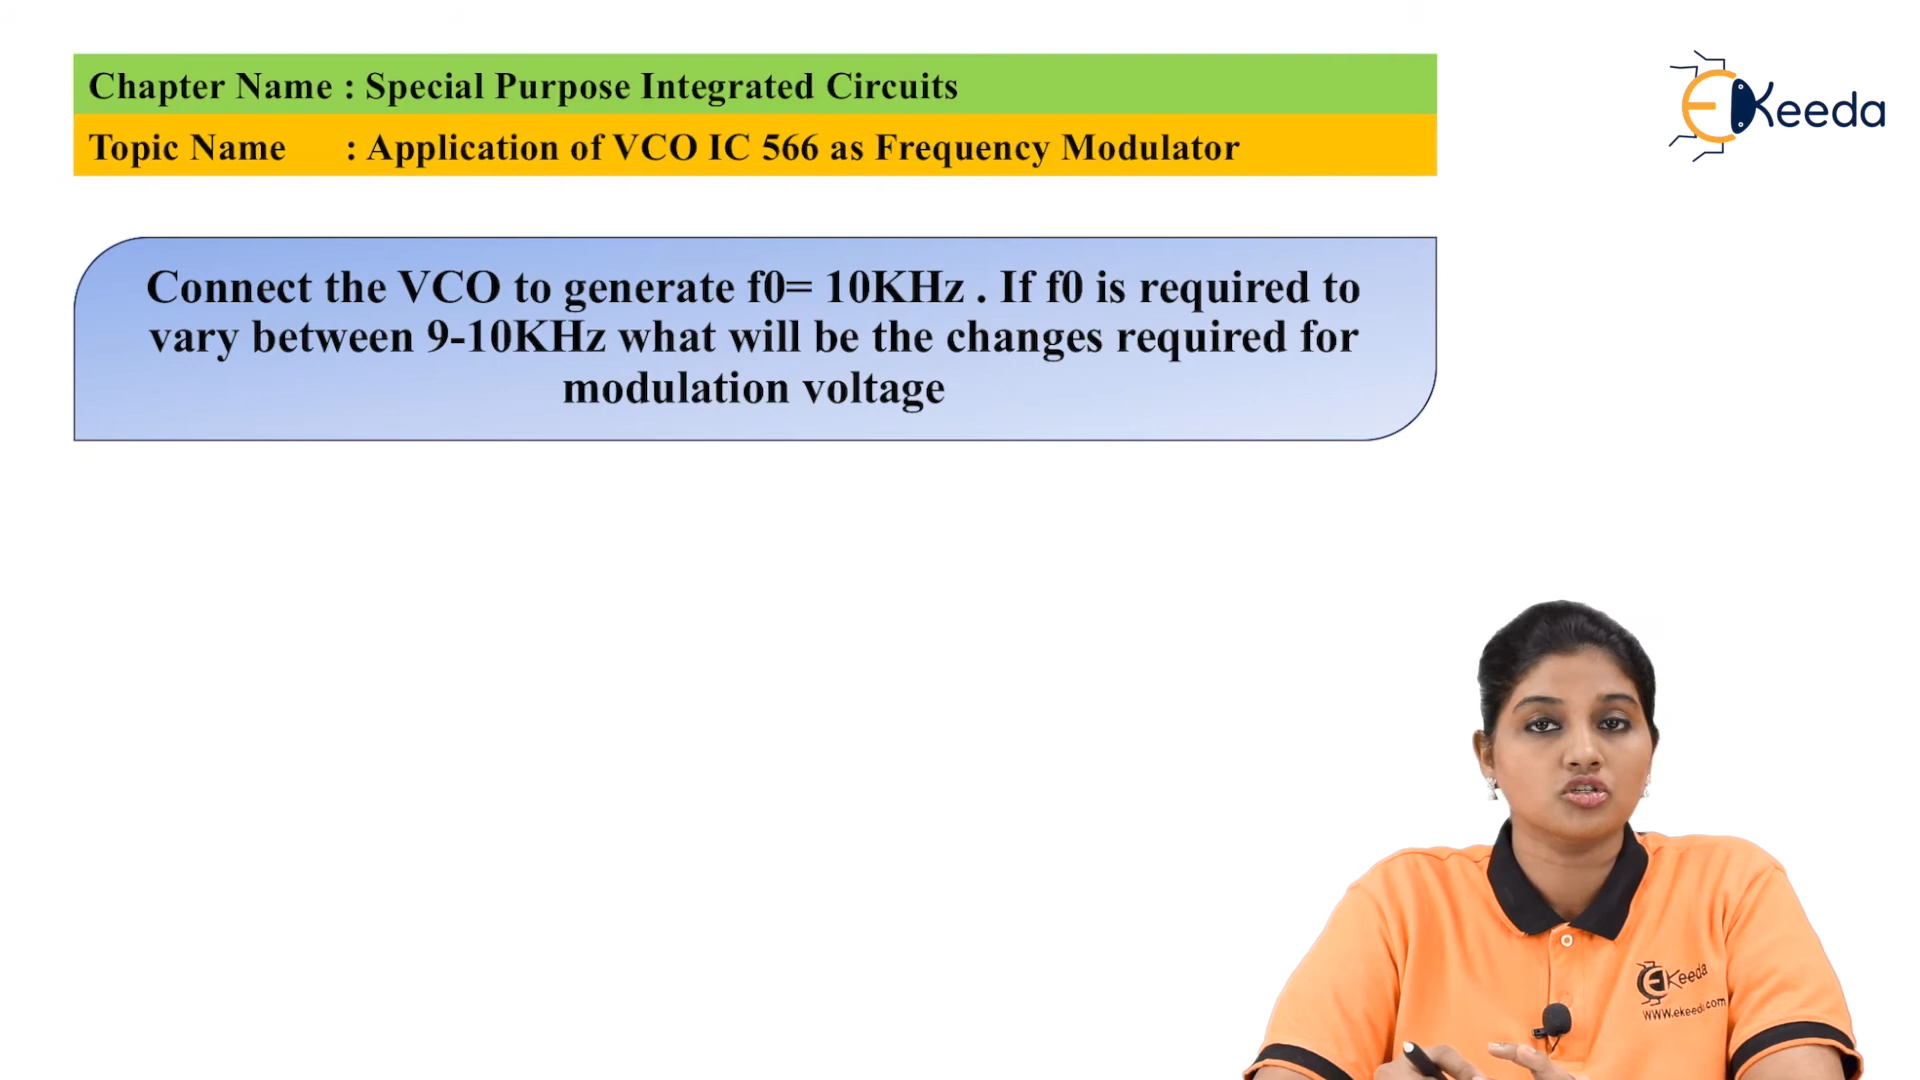 Chapter Name : Special Purpose Integrated Circuits
Topic Name : Application of VCO IC 566 as Frequency Modulator
EKeeda
Connect the VCO to generate f0= 10KHz . If f0 is required to
vary between 9-10KHz what will be the changes required for
modulation voltage
EKeeda
www.ekeeda.com